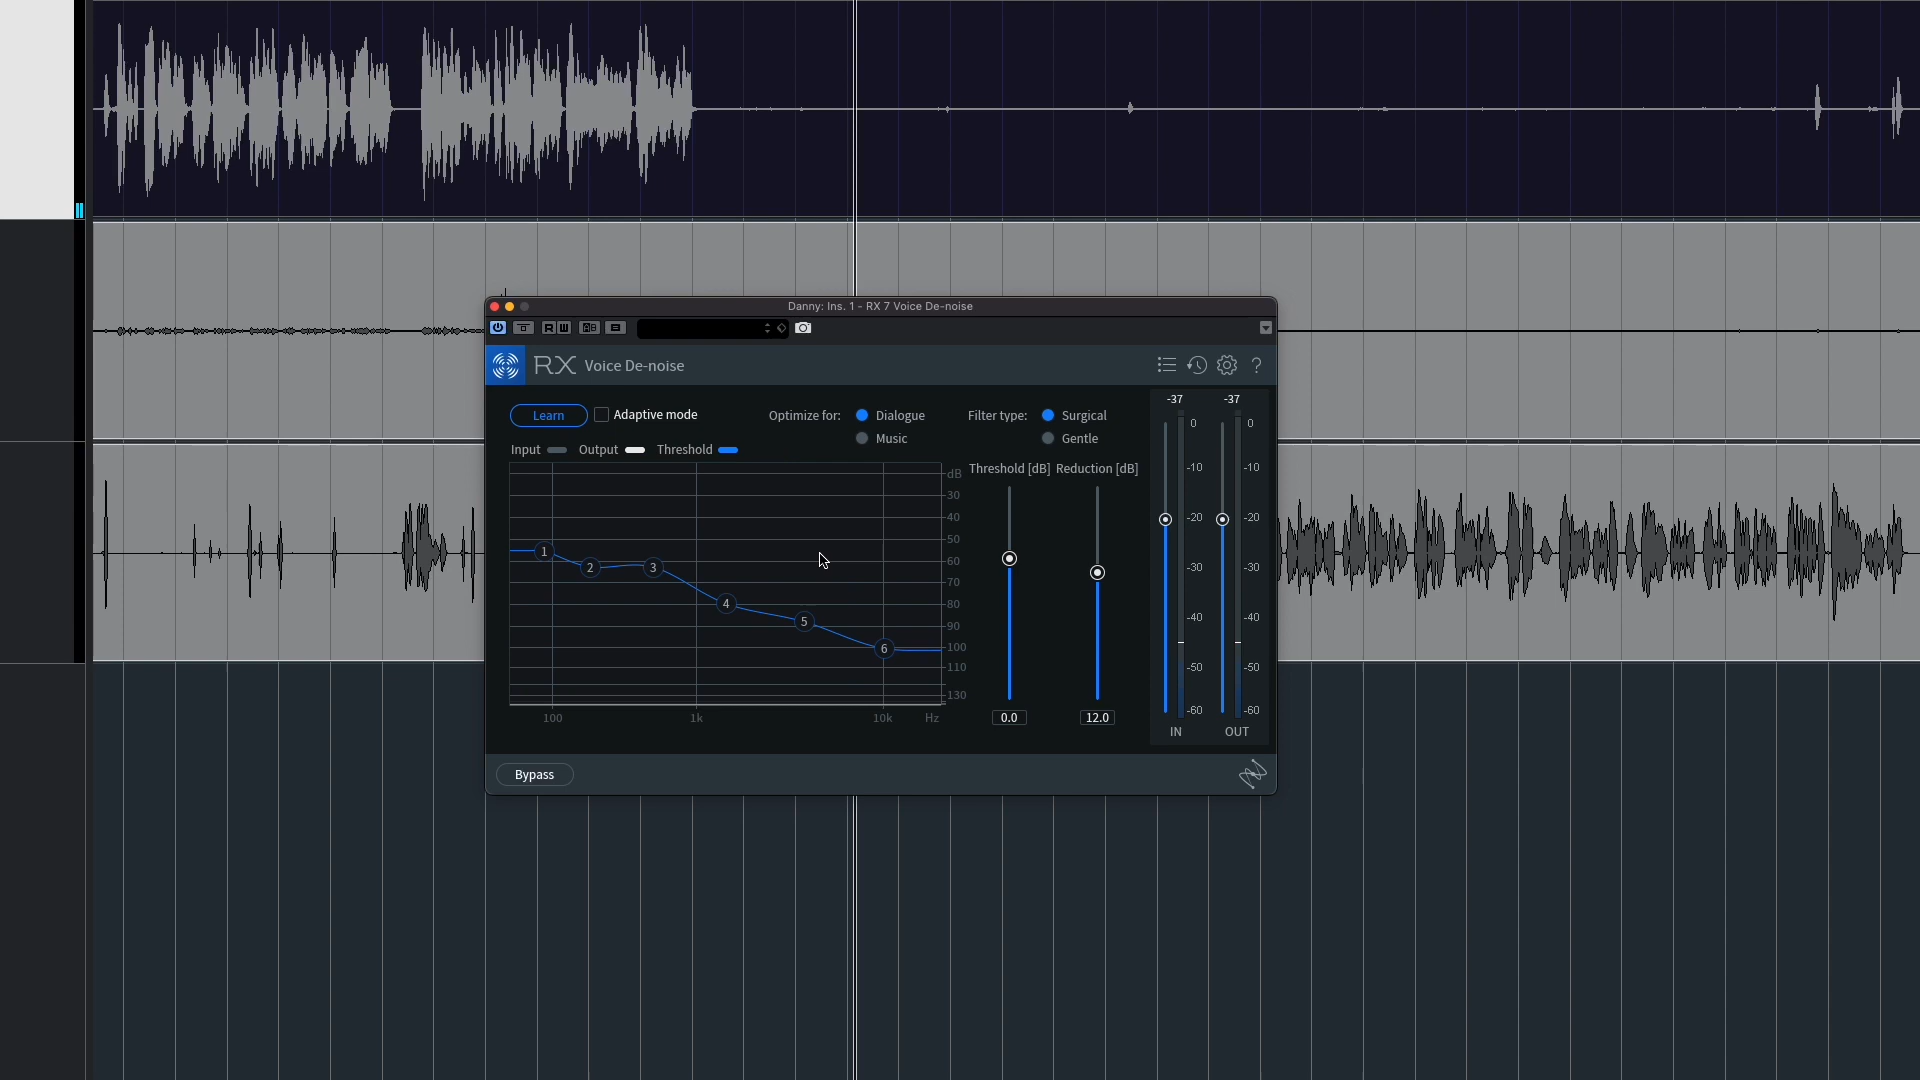 Danny: Ins. 1 - RX 7 Voice De-noise
R W AB
RX Voice De-noise ?
Learn Adaptive mode Optimize for: Dialogue Filter type: Surgical
Music Gentle
Input Output Threshold
Threshold [dB] Reduction [dB]
dB
30
40
50
60
70
80
90
100
110
130
1 2 3 4 5 6
100 1k 10k Hz
0.0 12.0
-37 -37
0 0
-10 -10
-20 -20
-30 -30
-40 -40
-50 -50
-60 -60
IN OUT
Bypass